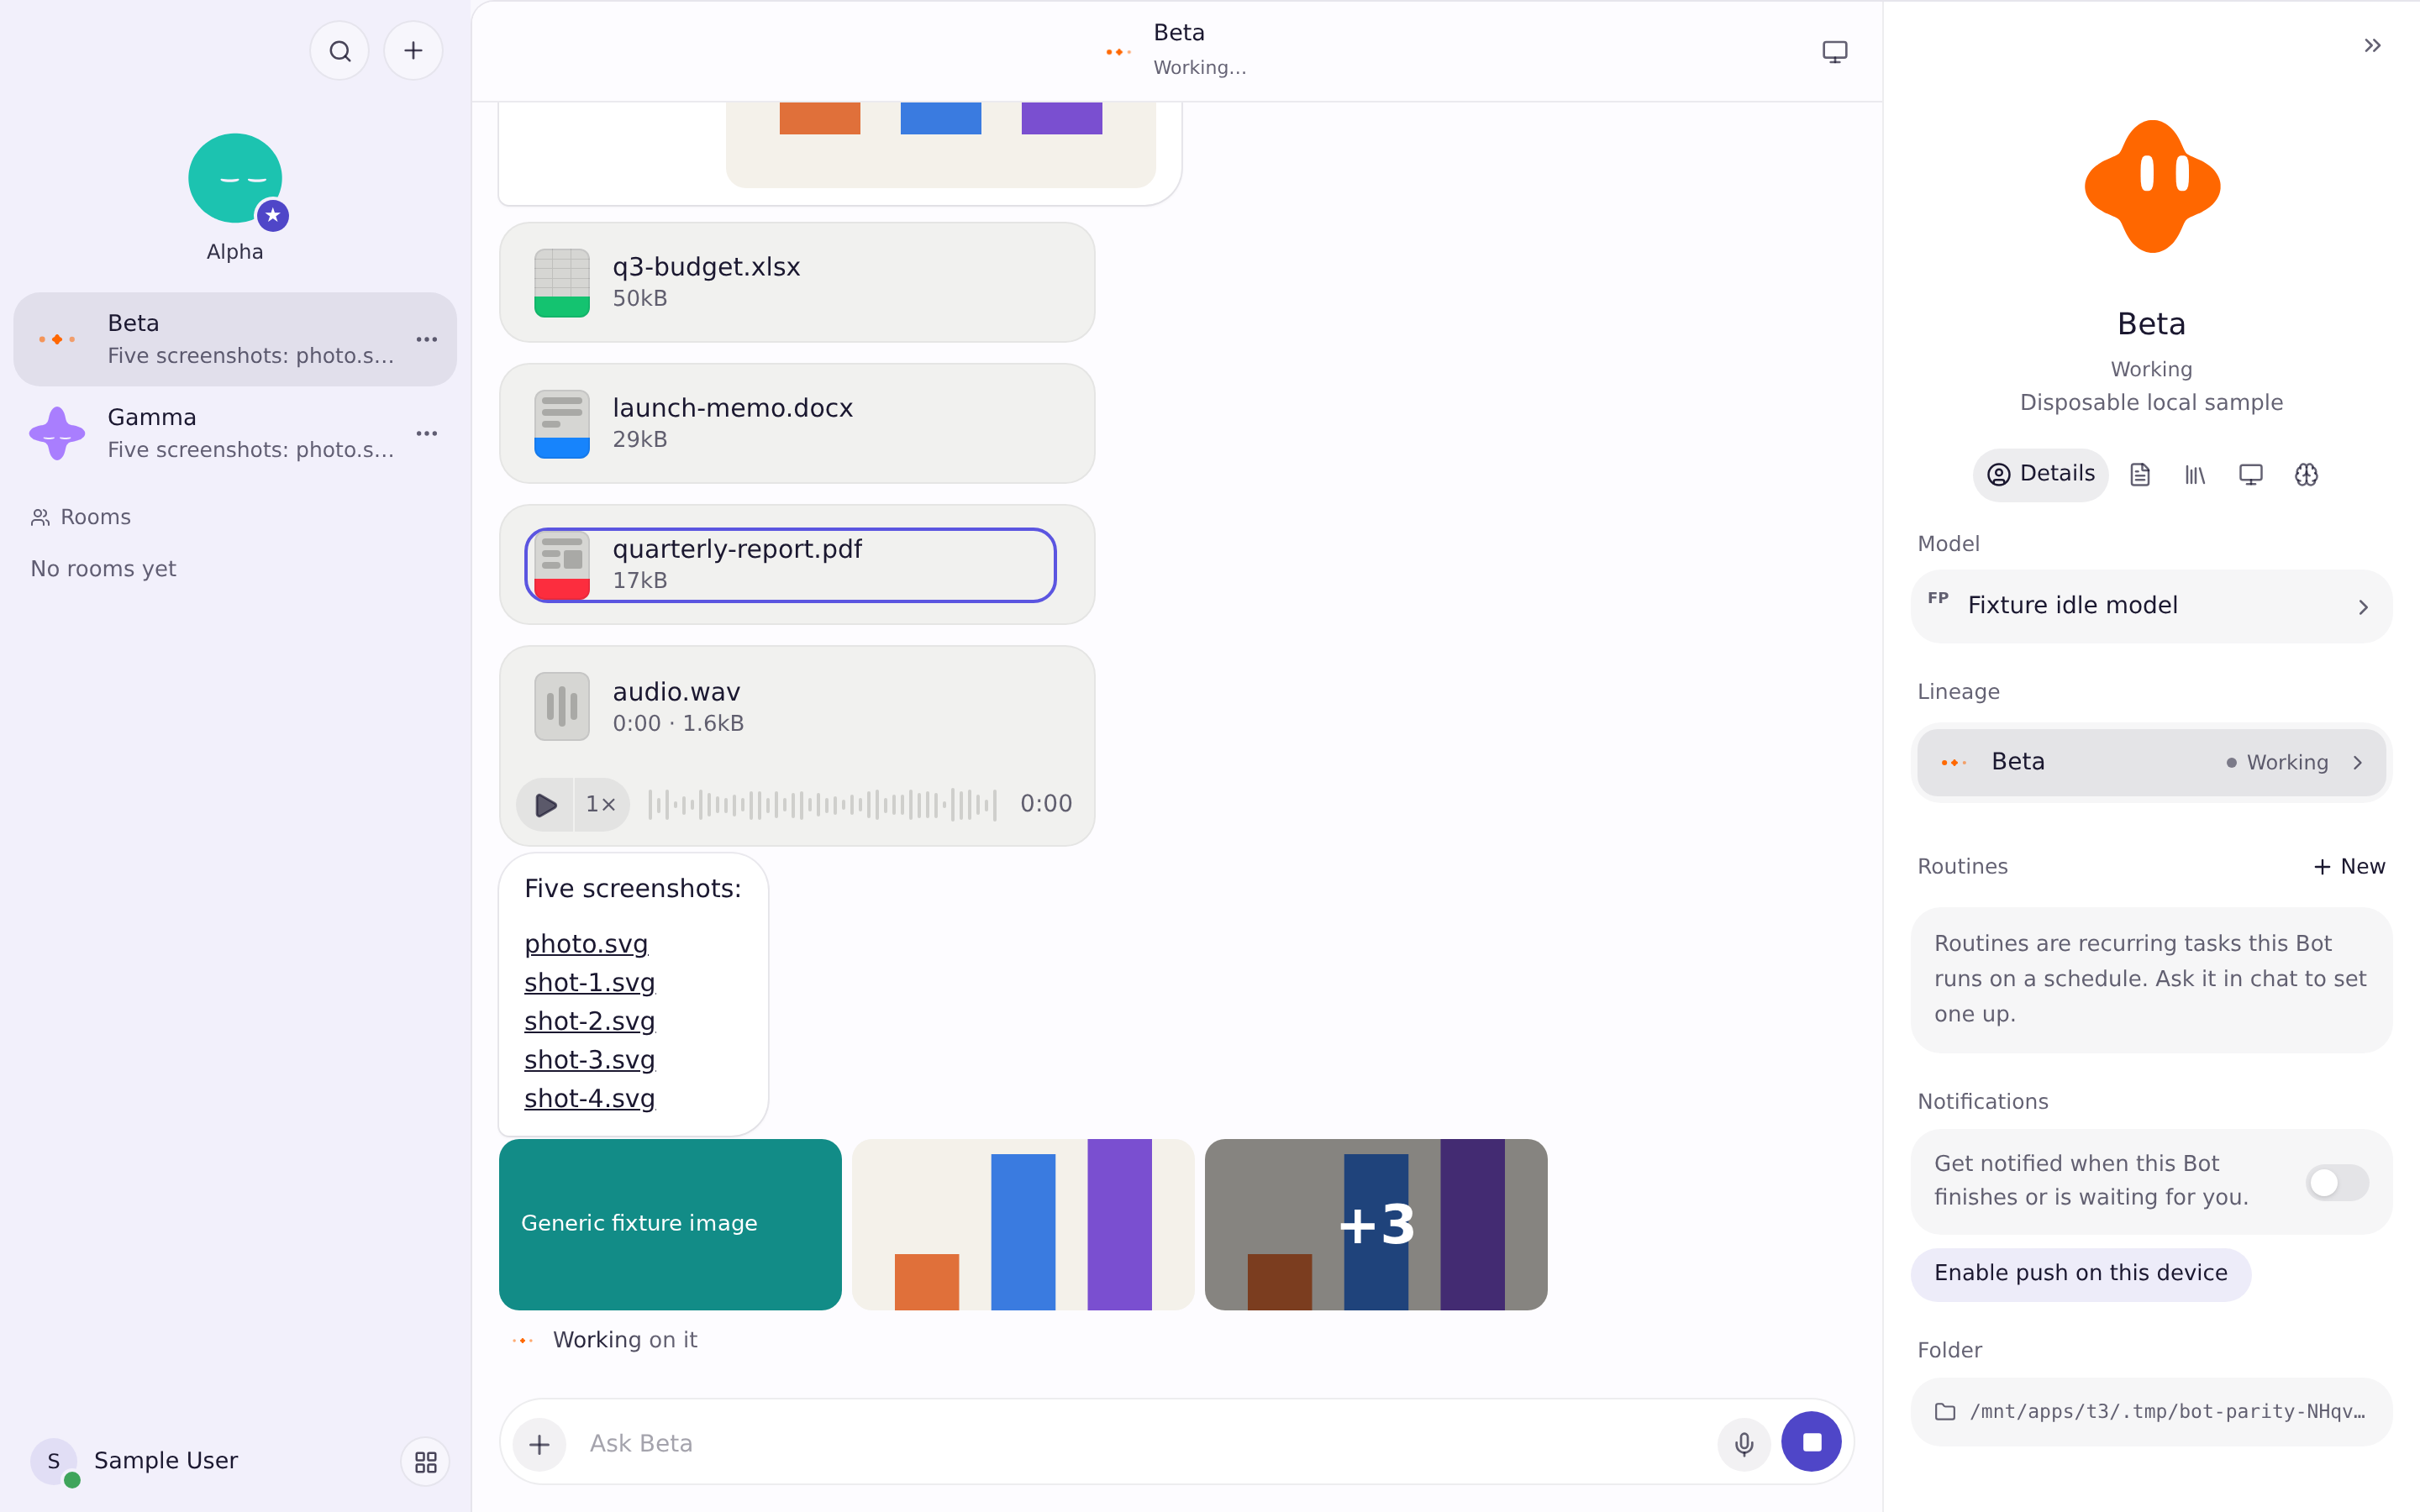 Alpha
Beta
Five screenshots: photo.s...
Gamma
Five screenshots: photo.s...
Rooms
No rooms yet
S
Sample User
Beta
Working...
q3-budget.xlsx
50kB
launch-memo.docx
29kB
quarterly-report.pdf
17kB
audio.wav
0:00 · 1.6kB
1×
0:00
Five screenshots:
photo.svg
shot-1.svg
shot-2.svg
shot-3.svg
shot-4.svg
Generic fixture image
+3
Working on it
Ask Beta
Beta
Working
Disposable local sample
Details
Model
FP Fixture idle model
Lineage
Beta Working
Routines
+ New
Routines are recurring tasks this Bot
runs on a schedule. Ask it in chat to set
one up.
Notifications
Get notified when this Bot
finishes or is waiting for you.
Enable push on this device
Folder
/mnt/apps/t3/.tmp/bot-parity-NHqv...